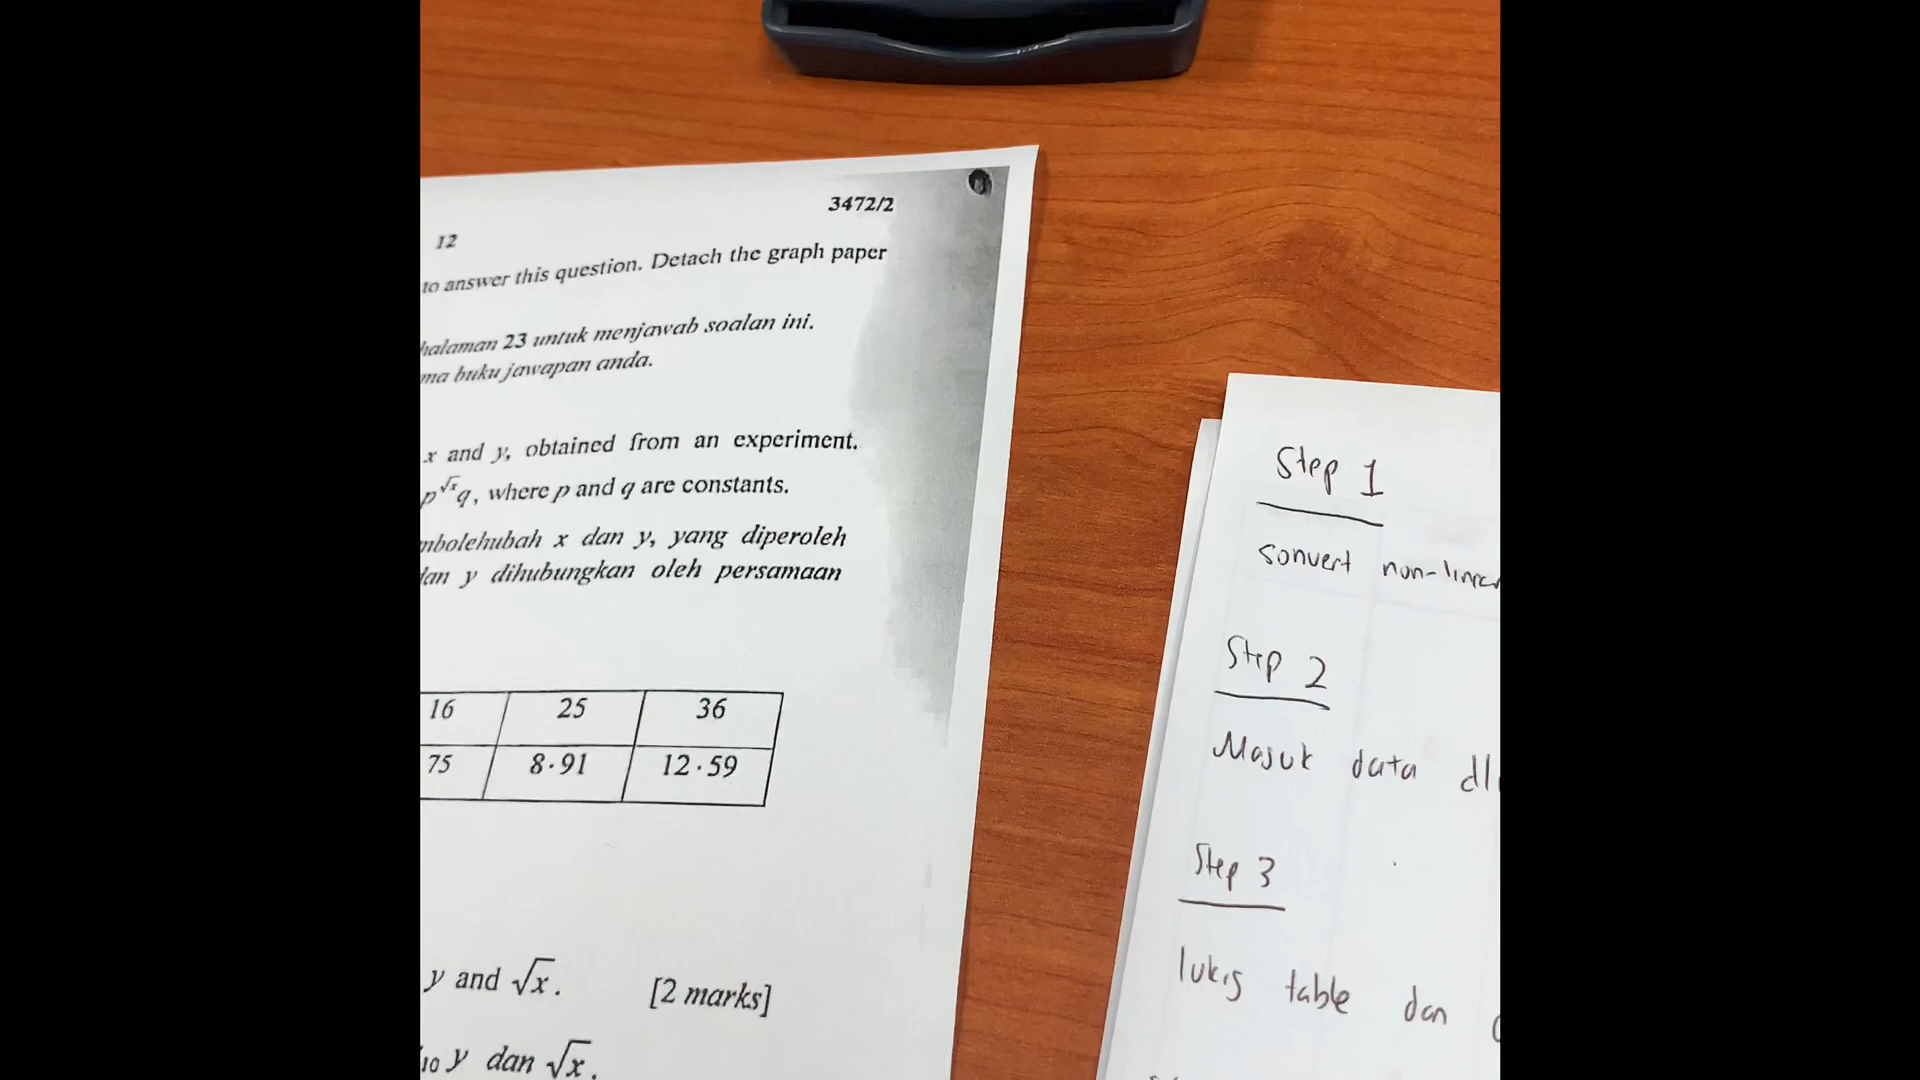 3472/2
12
to answer this question. Detach the graph paper
halaman 23 untuk menjawab soalan ini.
ma buku jawapan anda.
x and y, obtained from an experiment.
p^√x q, where p and q are constants.
mbolehubah x dan y, yang diperoleh
dan y dihubungkan oleh persamaan
16 25 36
75 8·91 12·59
y and √x. [2 marks]
10 y dan √x.
Step 1
sonvert non-linear
Step 2
Masuk data dlm
Step 3
lukis table dan